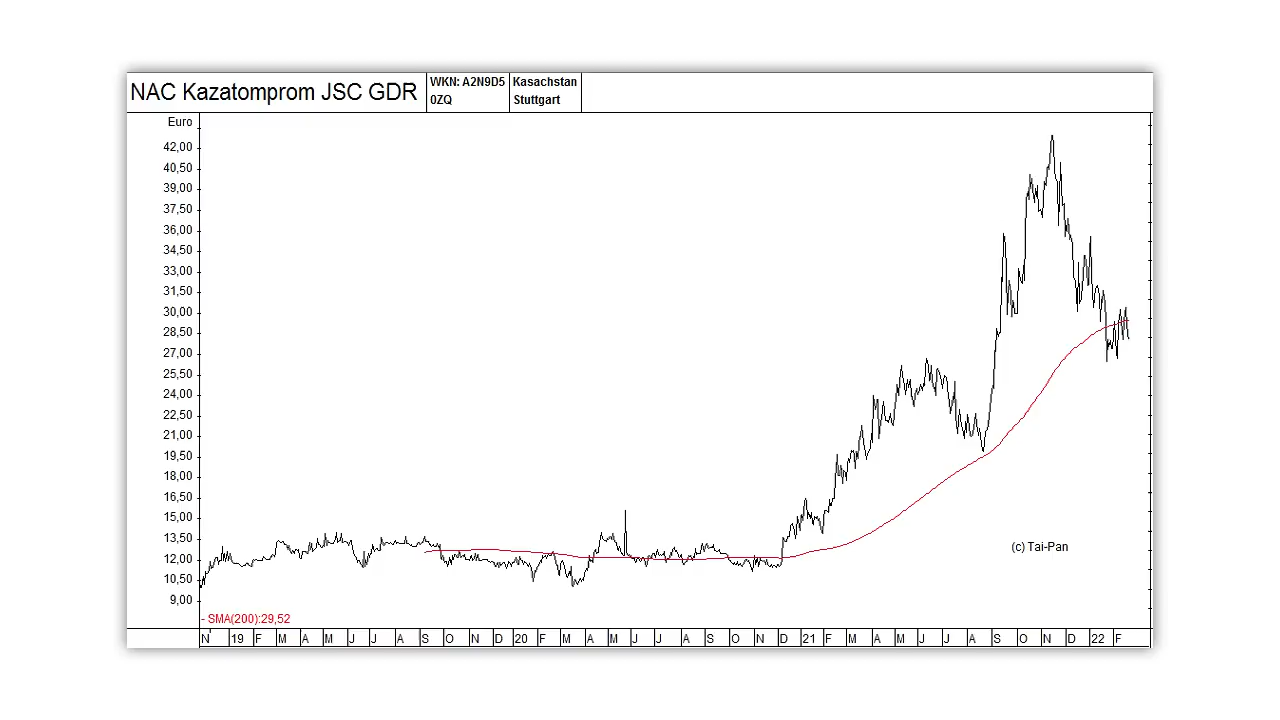 NAC Kazatomprom JSC GDR
WKN: A2N9D5
0ZQ
Kasachstan
Stuttgart
Euro
42,00
40,50
39,00
37,50
36,00
34,50
33,00
31,50
30,00
28,50
27,00
25,50
24,00
22,50
21,00
19,50
18,00
16,50
15,00
13,50
12,00
10,50
9,00
(c) Tai-Pan
- SMA(200):29,52
N 19 F M A M J J A S O N D 20 F M A M J J A S O N D 21 F M A M J J A S O N D 22 F